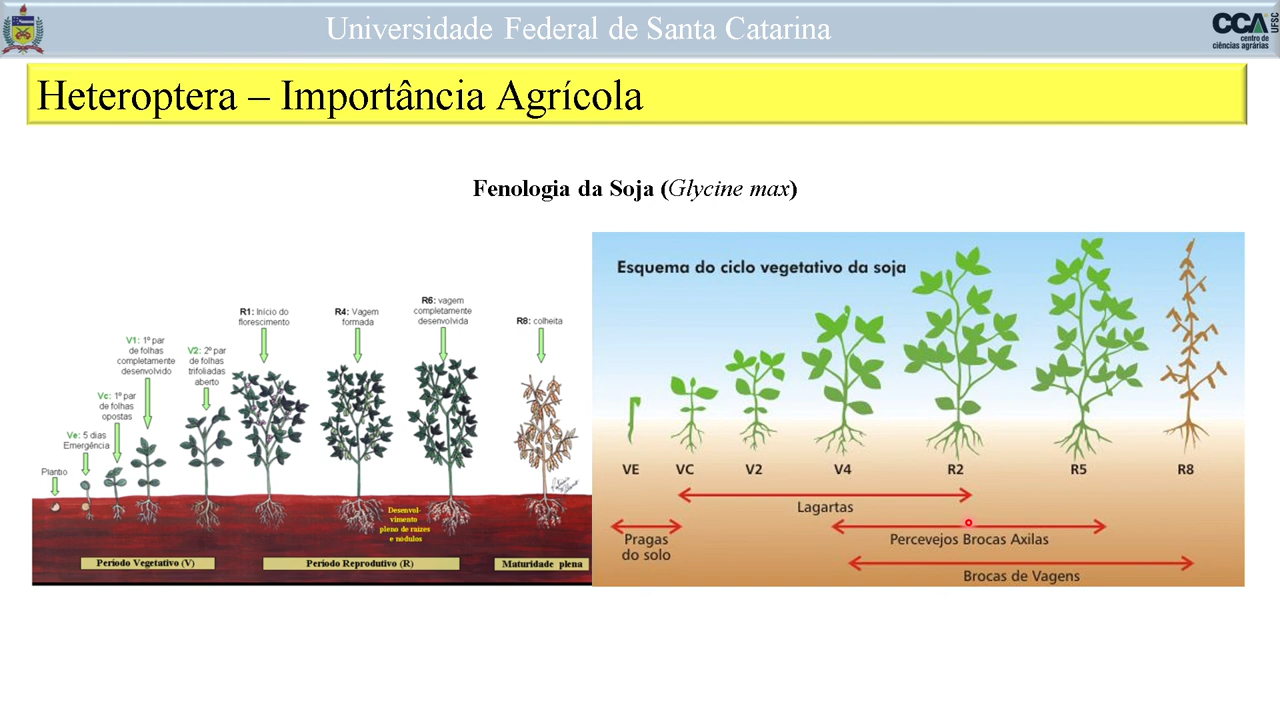 Universidade Federal de Santa Catarina
CCA
centro de
ciências agrárias
UFSC
Heteroptera – Importância Agrícola
Fenologia da Soja (Glycine max)
Plantio
Ve: 5 dias
Emergência
Vc: 1º par
de folhas
opostas
V1: 1º par
de folhas
completamente
desenvolvido
V2: 2º par
de folhas
trifoliadas
aberto
R1: Início do
florescimento
R4: Vagem
formada
R6: vagem
completamente
desenvolvida
R8: colheita
Desenvol-
vimento
pleno de raízes
e nódulos
Período Vegetativo (V)
Período Reprodutivo (R)
Maturidade plena
Esquema do ciclo vegetativo da soja
VE VC V2 V4 R2 R5 R8
Lagartas
Pragas
do solo
Percevejos Brocas Axilas
Brocas de Vagens